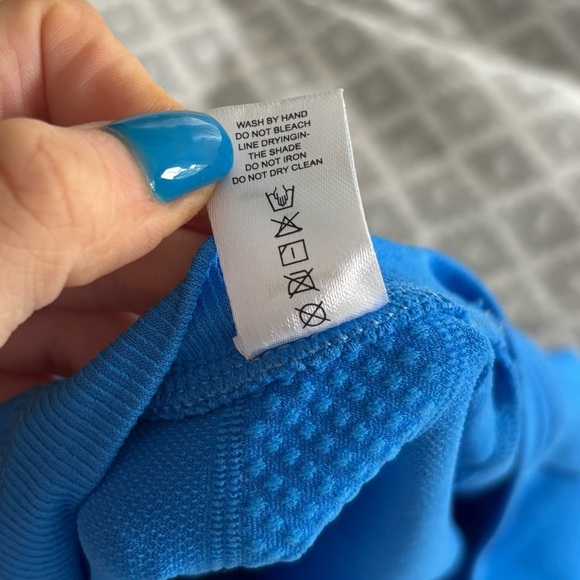 WASH BY HAND
DO NOT BLEACH
LINE DRYINGIN-
THE SHADE
DO NOT IRON
DO NOT DRY CLEAN